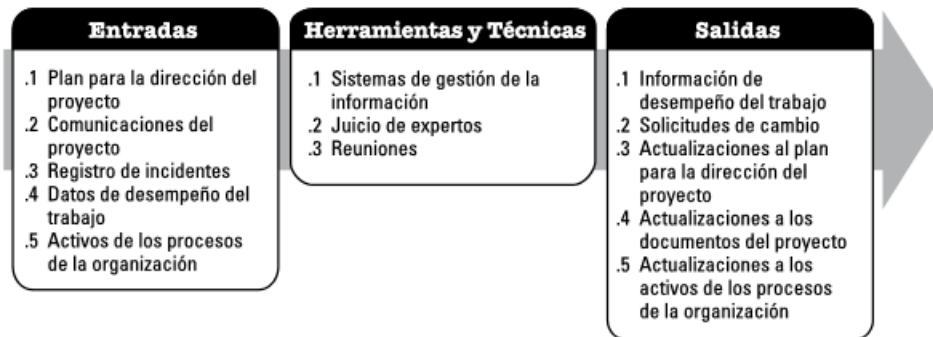 Entradas
.1 Plan para la dirección del
proyecto
.2 Comunicaciones del
proyecto
.3 Registro de incidentes
.4 Datos de desempeño del
trabajo
.5 Activos de los procesos
de la organización
Herramientas y Técnicas
.1 Sistemas de gestión de la
información
.2 Juicio de expertos
.3 Reuniones
Salidas
.1 Información de
desempeño del trabajo
.2 Solicitudes de cambio
.3 Actualizaciones al plan
para la dirección del
proyecto
.4 Actualizaciones a los
documentos del proyecto
.5 Actualizaciones a los
activos de los procesos
de la organización